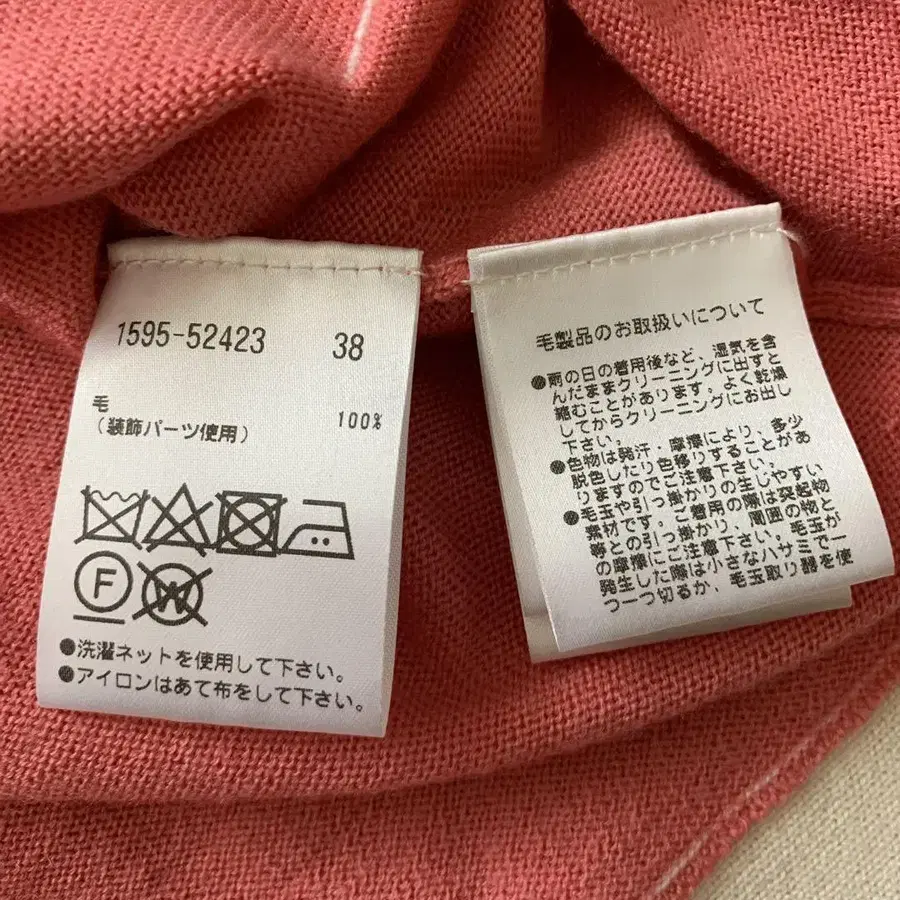 1595-52423 38
毛 100%
(装飾パーツ使用)
F
W
●洗濯ネットを使用して下さい。
●アイロンはあて布をして下さい。
毛製品のお取扱いについて
●雨の日の着用後など、湿気を含
んだままクリーニングに出すと
縮むことがあります。よく乾燥
してからクリーニングにお出し
下さい。
●色物は発汗、摩擦により、多少
脱色したり色移りすることがあ
りますのでご注意下さい。
●毛玉や引っ掛かりの生じやすい
素材です。ご着用の際は突起物
等との引っ掛かり、周囲の物と
の摩擦にご注意下さい。毛玉が
発生した際は小さなハサミで一
つ一つ切るか、毛玉取り器を使